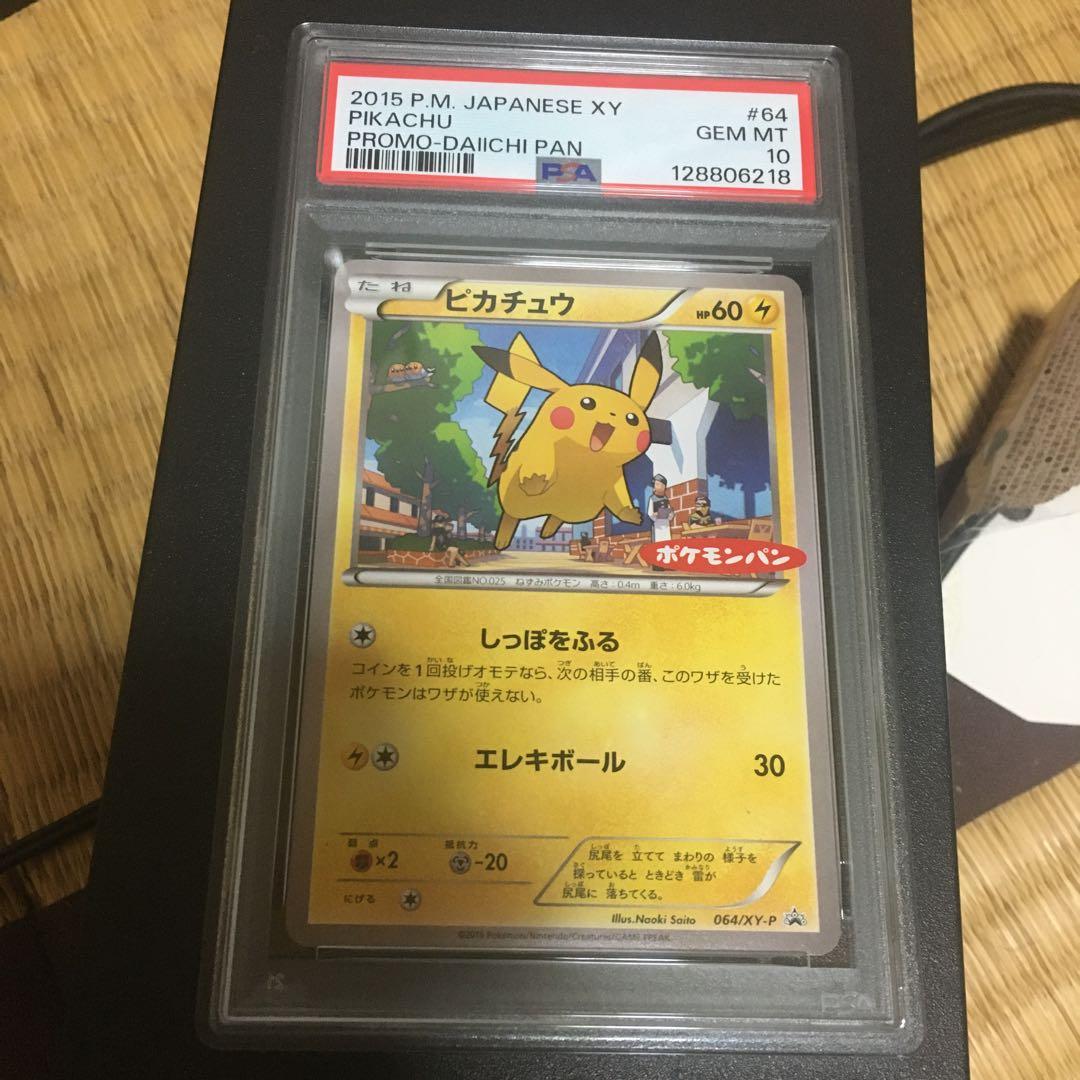 2015 P.M. JAPANESE XY #64
PIKACHU GEM MT
PROMO-DAIICHI PAN 10
PSA 128806218
たね ピカチュウ HP60
ポケモンパン
全国図鑑NO.025 ねずみポケモン 高さ:0.4m 重さ:6.0kg
しっぽをふる
コインを1回投げオモテなら、次の相手の番、このワザを受けた
ポケモンはワザが使えない。
エレキボール 30
弱点 抵抗力
×2 -20
にげる
尻尾を 立てて まわりの 様子を
探っていると ときどき 雷が
尻尾に 落ちてくる。
Illus.Naoki Saito 064/XY-P
Pokémon/Nintendo/Creatures/GAME FREAK.
PSA